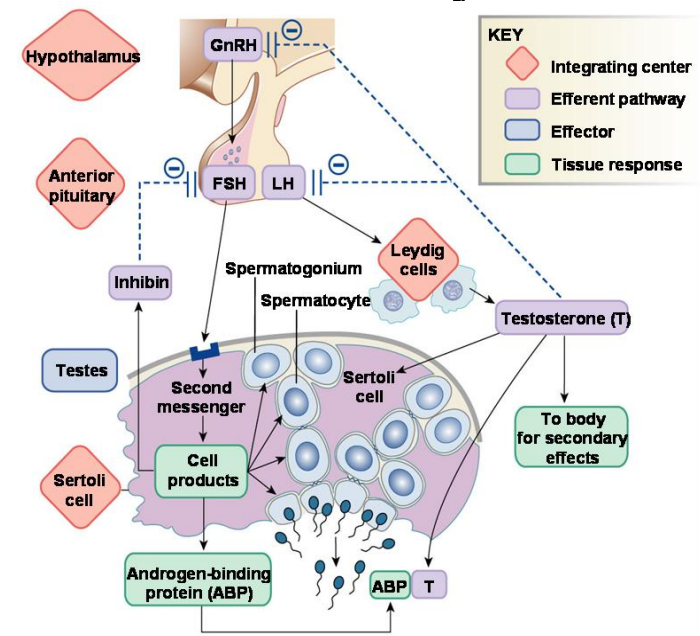 Hypothalamus
GnRH
KEY
Integrating center
Efferent pathway
Effector
Tissue response
Anterior
pituitary
FSH
LH
Leydig
cells
Inhibin
Spermatogonium
Spermatocyte
Testosterone (T)
Testes
Second
messenger
Sertoli
cell
To body
for secondary
effects
Cell
products
Sertoli
cell
Androgen-binding
protein (ABP)
ABP
T